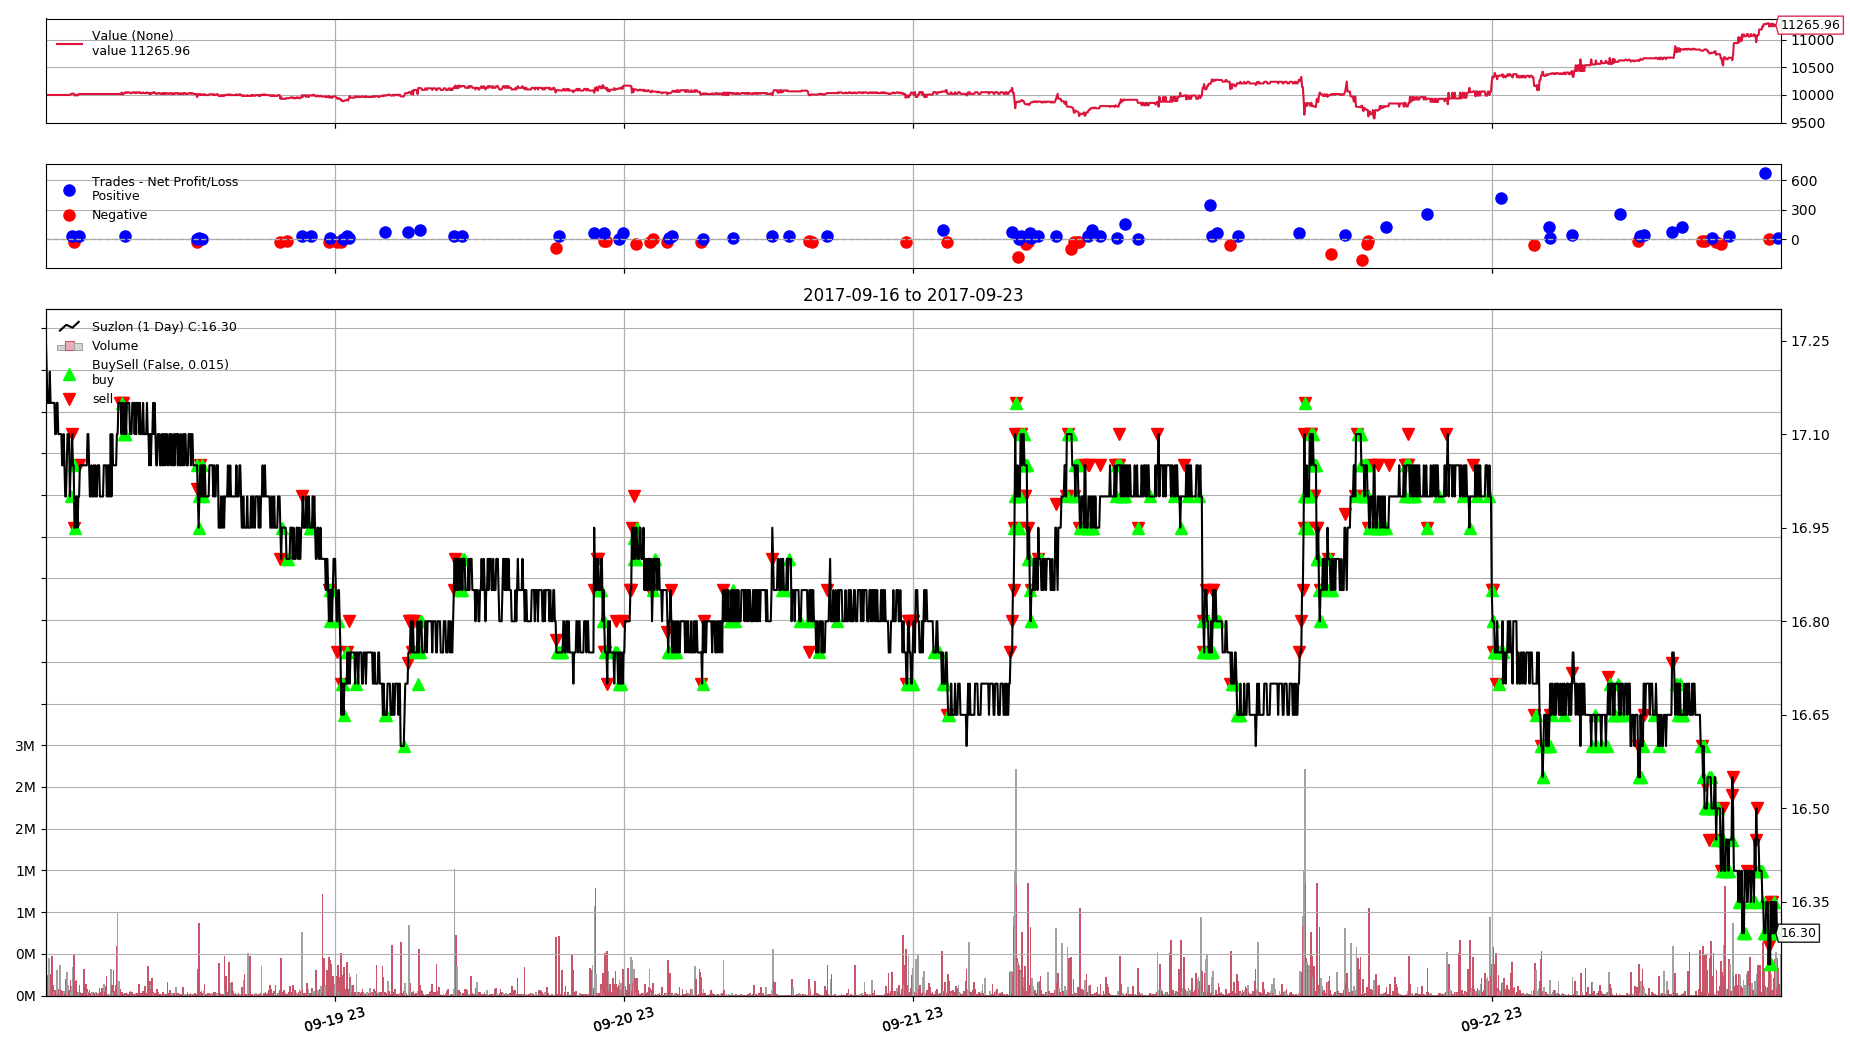 Value (None)
value 11265.96
11265.96
11000
10500
10000
9500
Trades - Net Profit/Loss
Positive
Negative
600
300
0
2017-09-16 to 2017-09-23
Suzlon (1 Day) C:16.30
Volume
BuySell (False, 0.015)
buy
sell
17.25
17.10
16.95
16.80
16.65
16.50
16.35
16.30
3M
2M
2M
1M
1M
0M
0M
09-19 23
09-20 23
09-21 23
09-22 23